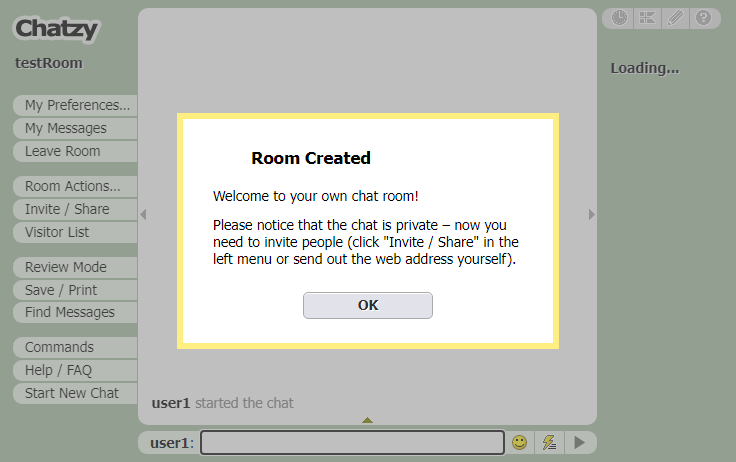 Chatzy
testRoom
My Preferences...
My Messages
Leave Room
Room Actions...
Invite / Share
Visitor List
Review Mode
Save / Print
Find Messages
Commands
Help / FAQ
Start New Chat
Room Created
Welcome to your own chat room!
Please notice that the chat is private – now you
need to invite people (click "Invite / Share" in the
left menu or send out the web address yourself).
OK
user1 started the chat
user1:
Loading...